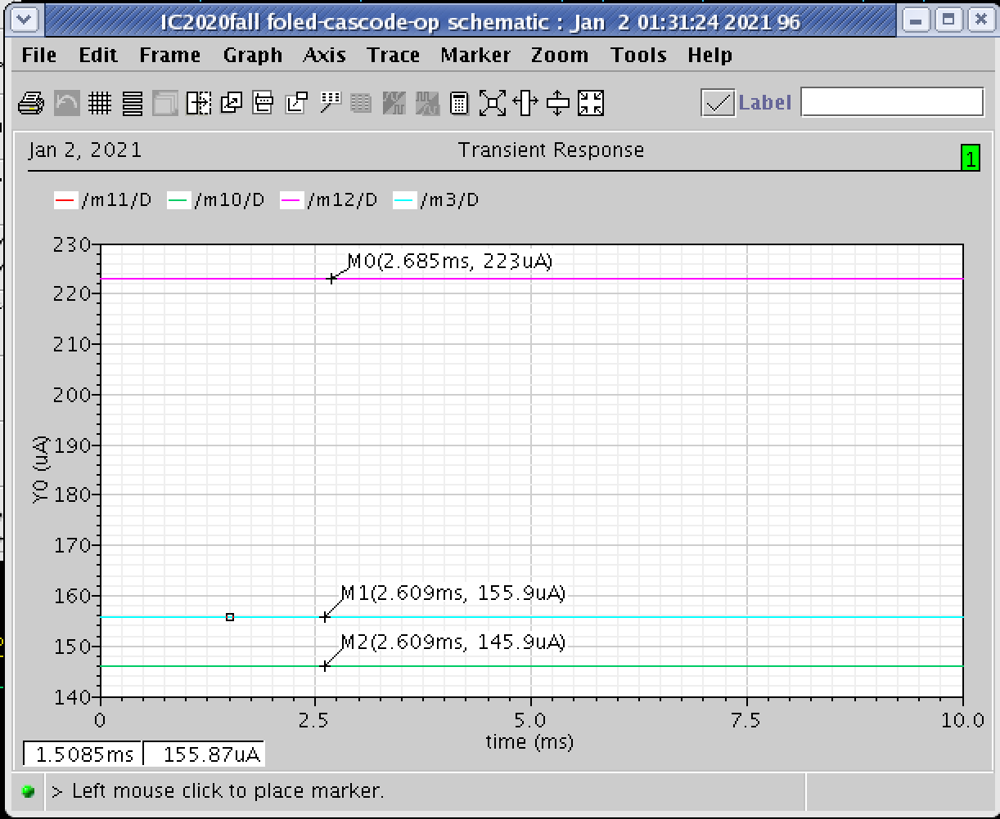 IC2020fall foled-cascode-op schematic : Jan 2 01:31:24 2021 96
File Edit Frame Graph Axis Trace Marker Zoom Tools Help
Label
Jan 2, 2021 Transient Response 1
/m11/D /m10/D /m12/D /m3/D
230
M0(2.685ms, 223uA)
220
210
200
190
Y0 (uA)
180
170
160
M1(2.609ms, 155.9uA)
150
M2(2.609ms, 145.9uA)
140
0 2.5 5.0 7.5 10.0
time (ms)
1.5085ms 155.87uA
> Left mouse click to place marker.